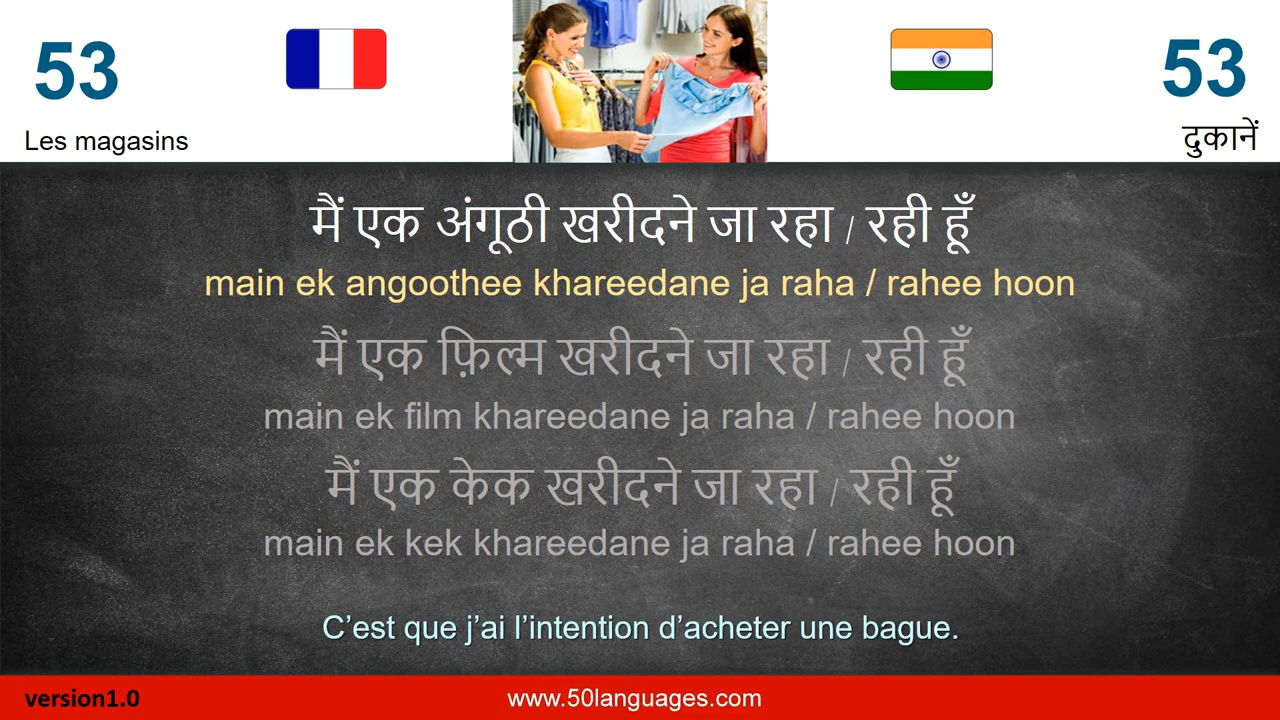 53
53
Les magasins
दुकानें
मैं एक अंगूठी खरीदने जा रहा / रही हूँ
main ek angoothee khareedane ja raha / rahee hoon
मैं एक फ़िल्म खरीदने जा रहा / रही हूँ
main ek film khareedane ja raha / rahee hoon
मैं एक केक खरीदने जा रहा / रही हूँ
main ek kek khareedane ja raha / rahee hoon
C’est que j’ai l’intention d’acheter une bague.
version1.0
www.50languages.com